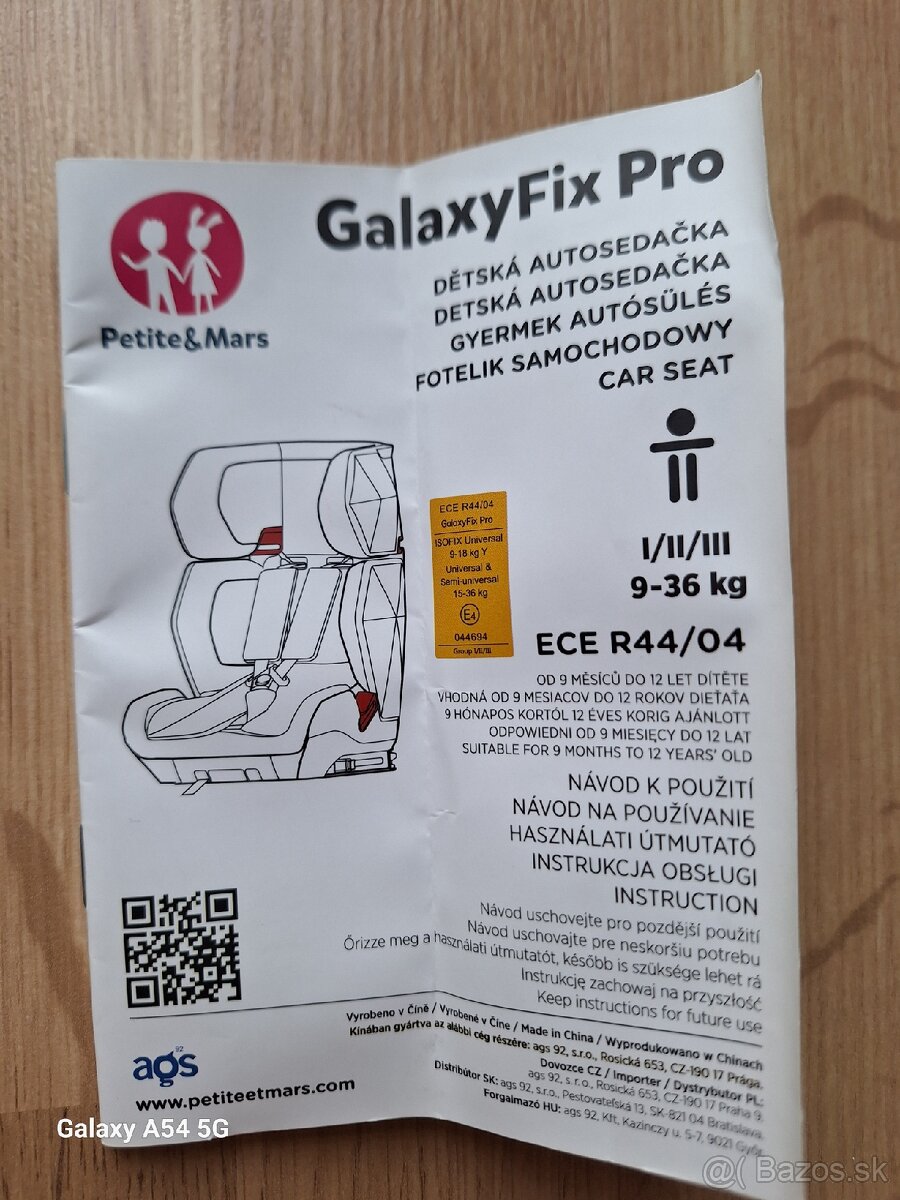 GalaxyFix Pro
Petite&Mars
DĚTSKÁ AUTOSEDAČKA
DETSKÁ AUTOSEDAČKA
GYERMEK AUTÓSÜLÉS
FOTELIK SAMOCHODOWY
CAR SEAT
ECE R44/04
GalaxyFix Pro
ISOFIX Universal
9-18 kg Y
Universal &
Semi-universal
15-36 kg
E4
044694
Group I/II/III
I/II/III
9-36 kg
ECE R44/04
OD 9 MĚSÍCŮ DO 12 LET DÍTĚTE
VHODNÁ OD 9 MESIACOV DO 12 ROKOV DIEŤAŤA
9 HÓNAPOS KORTÓL 12 ÉVES KORIG AJÁNLOTT
ODPOWIEDNI OD 9 MIESIĘCY DO 12 LAT
SUITABLE FOR 9 MONTHS TO 12 YEARS' OLD
NÁVOD K POUŽITÍ
NÁVOD NA POUŽÍVANIE
HASZNÁLATI ÚTMUTATÓ
INSTRUKCJA OBSŁUGI
INSTRUCTION
Návod uschovejte pro pozdější použití
Návod uschovajte pre neskoršiu potrebu
Őrizze meg a használati útmutatót, később is szüksége lehet rá
Instrukcję zachowaj na przyszłość
Keep instructions for future use
Vyrobeno v Číně / Vyrobené v Číne / Made in China / Wyprodukowano w Chinach
Kínában gyártva az alábbi cég részére: ags 92, s.r.o., Rosická 653, CZ-190 17 Prága.
Dovozce CZ / Importer / Dystrybutor PL:
ags 92, s.r.o., Rosická 653, CZ-190 17 Praha 9.
Distribútor SK: ags 92, s.r.o., Pestovateľská 13, SK-821 04 Bratislava.
Forgalmazó HU: ags 92, Kft, Kazinczy u. 5-7, 9021 Győr.
ags 92
www.petiteetmars.com
Galaxy A54 5G
@( Bazos.sk